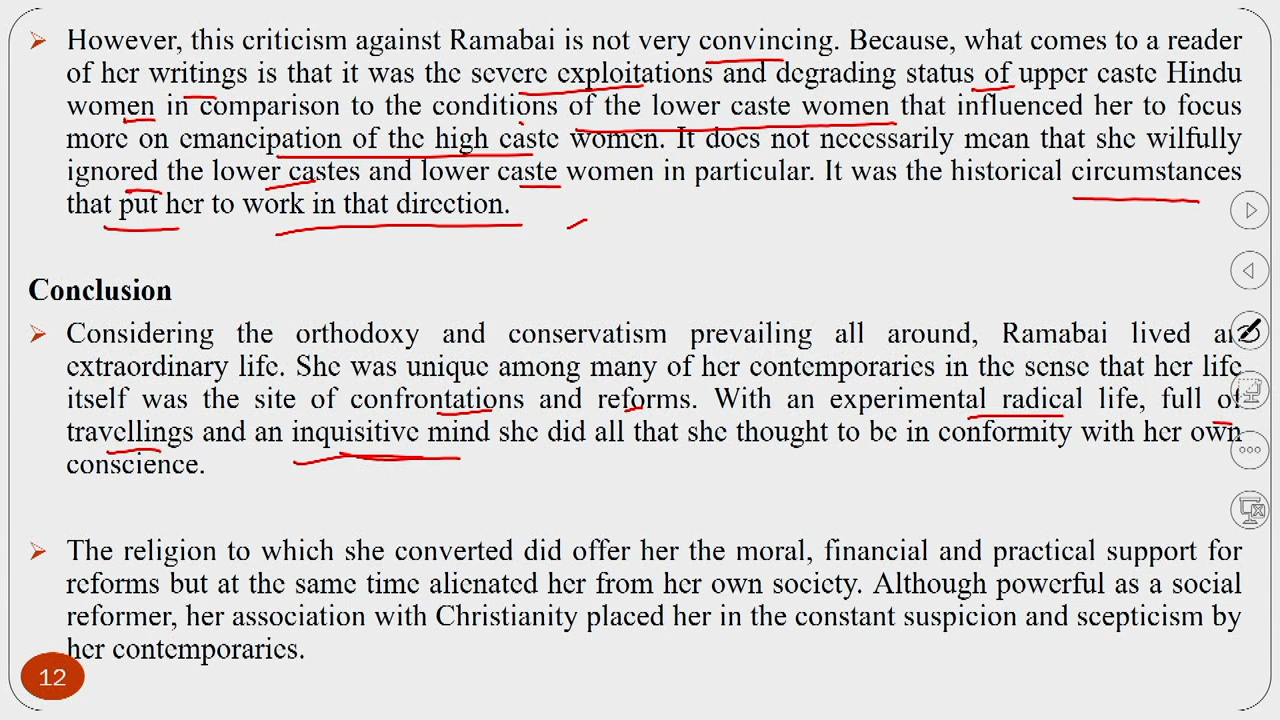 However, this criticism against Ramabai is not very convincing. Because, what comes to a reader
of her writings is that it was the severe exploitations and degrading status of upper caste Hindu
women in comparison to the conditions of the lower caste women that influenced her to focus
more on emancipation of the high caste women. It does not necessarily mean that she wilfully
ignored the lower castes and lower caste women in particular. It was the historical circumstances
that put her to work in that direction.
Conclusion
Considering the orthodoxy and conservatism prevailing all around, Ramabai lived an
extraordinary life. She was unique among many of her contemporaries in the sense that her life
itself was the site of confrontations and reforms. With an experimental radical life, full of
travellings and an inquisitive mind she did all that she thought to be in conformity with her own
conscience.
The religion to which she converted did offer her the moral, financial and practical support for
reforms but at the same time alienated her from her own society. Although powerful as a social
reformer, her association with Christianity placed her in the constant suspicion and scepticism by
her contemporaries.
12